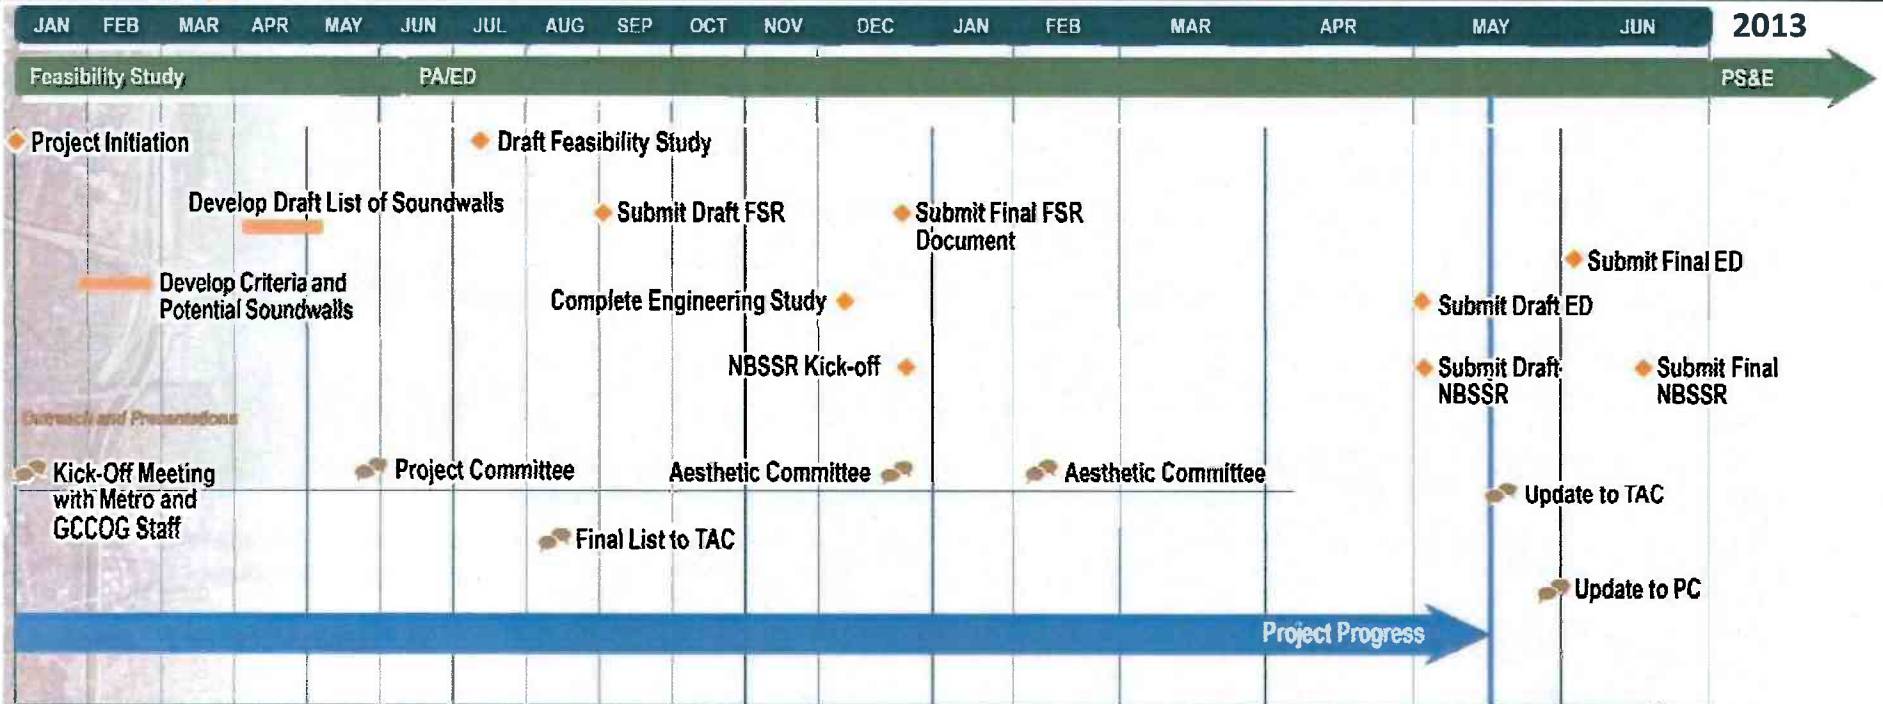 JAN FEB MAR APR MAY JUN JUL AUG SEP OCT NOV DEC JAN FEB MAR APR MAY JUN 2013
Feasibility Study PA/ED PS&E
Project Initiation Draft Feasibility Study
Develop Draft List of Soundwalls
Submit Draft FSR
Submit Final FSR
Document
Submit Final ED
Develop Criteria and
Potential Soundwalls
Complete Engineering Study
Submit Draft ED
NBSSR Kick-off
Submit Draft
NBSSR
Submit Final
NBSSR
Outreach and Presentations
Kick-Off Meeting
with Metro and
GCCOG Staff
Project Committee
Aesthetic Committee
Aesthetic Committee
Update to TAC
Final List to TAC
Update to PC
Project Progress